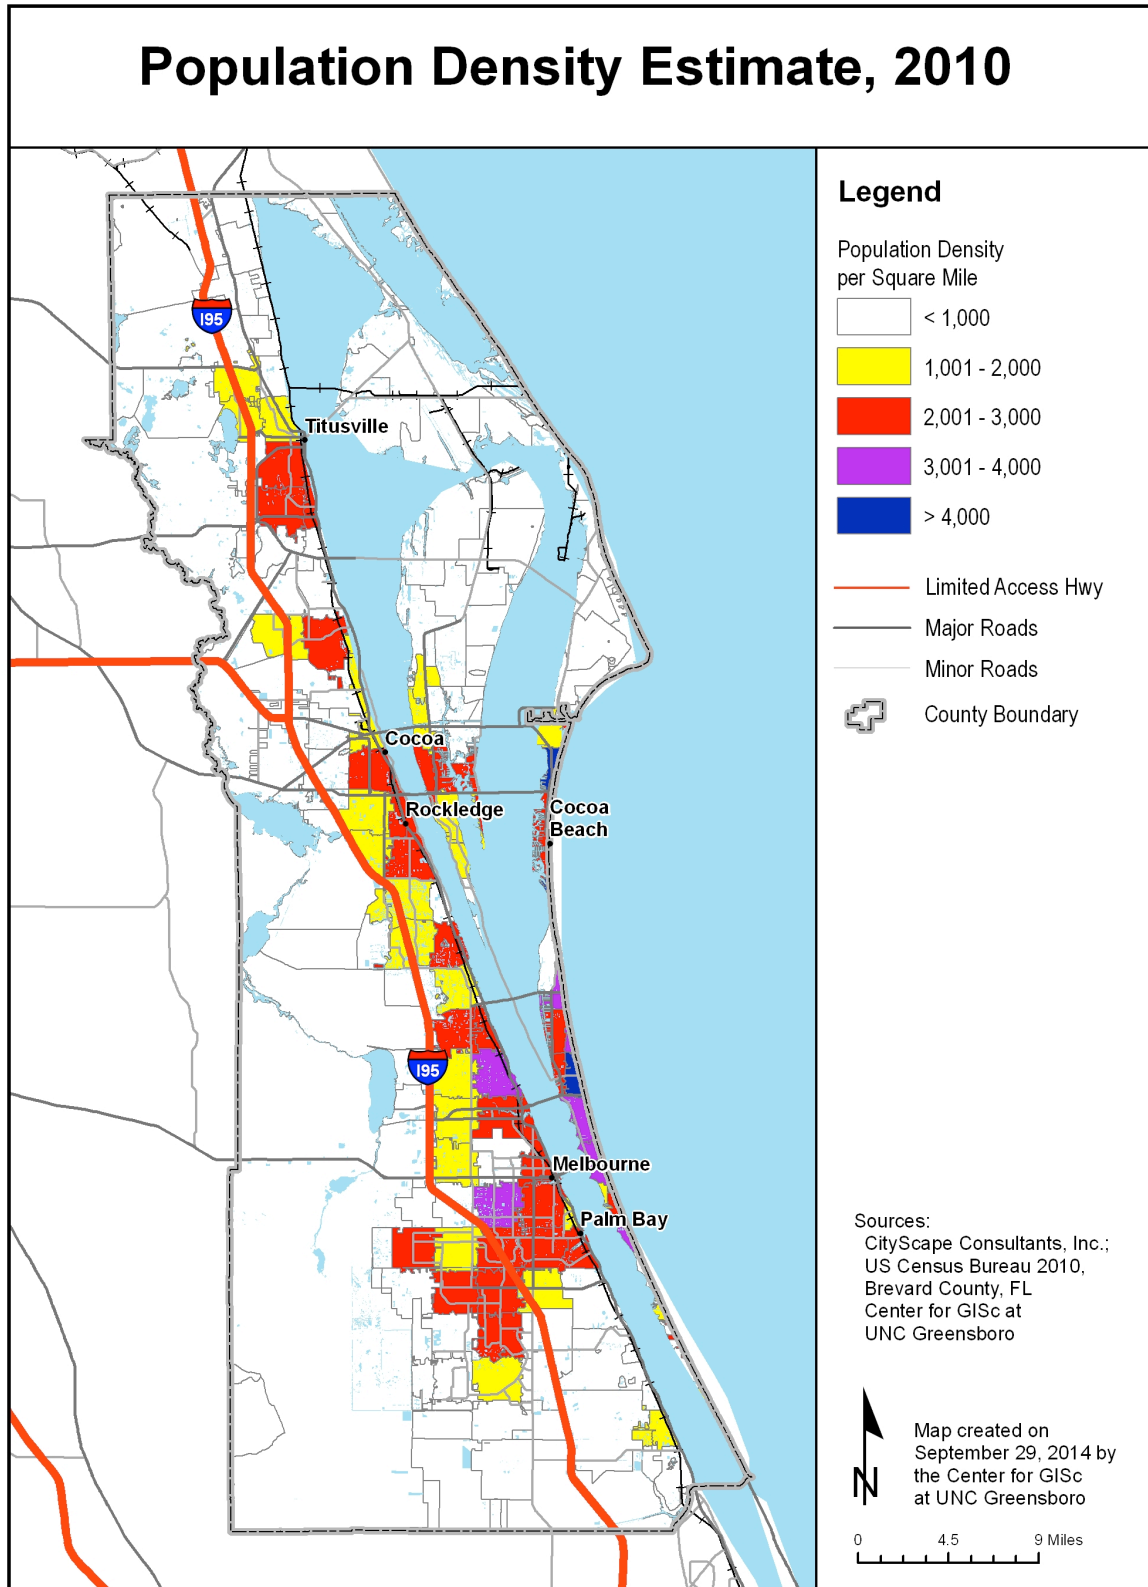 Population Density Estimate, 2010
I95
Titusville
Cocoa
Rockledge
Cocoa
Beach
I95
Melbourne
Palm Bay
Legend
Population Density
per Square Mile
< 1,000
1,001 - 2,000
2,001 - 3,000
3,001 - 4,000
> 4,000
Limited Access Hwy
Major Roads
Minor Roads
County Boundary
Sources:
CityScape Consultants, Inc.;
US Census Bureau 2010,
Brevard County, FL
Center for GISc at
UNC Greensboro
N
Map created on
September 29, 2014 by
the Center for GISc
at UNC Greensboro
0 4.5 9 Miles